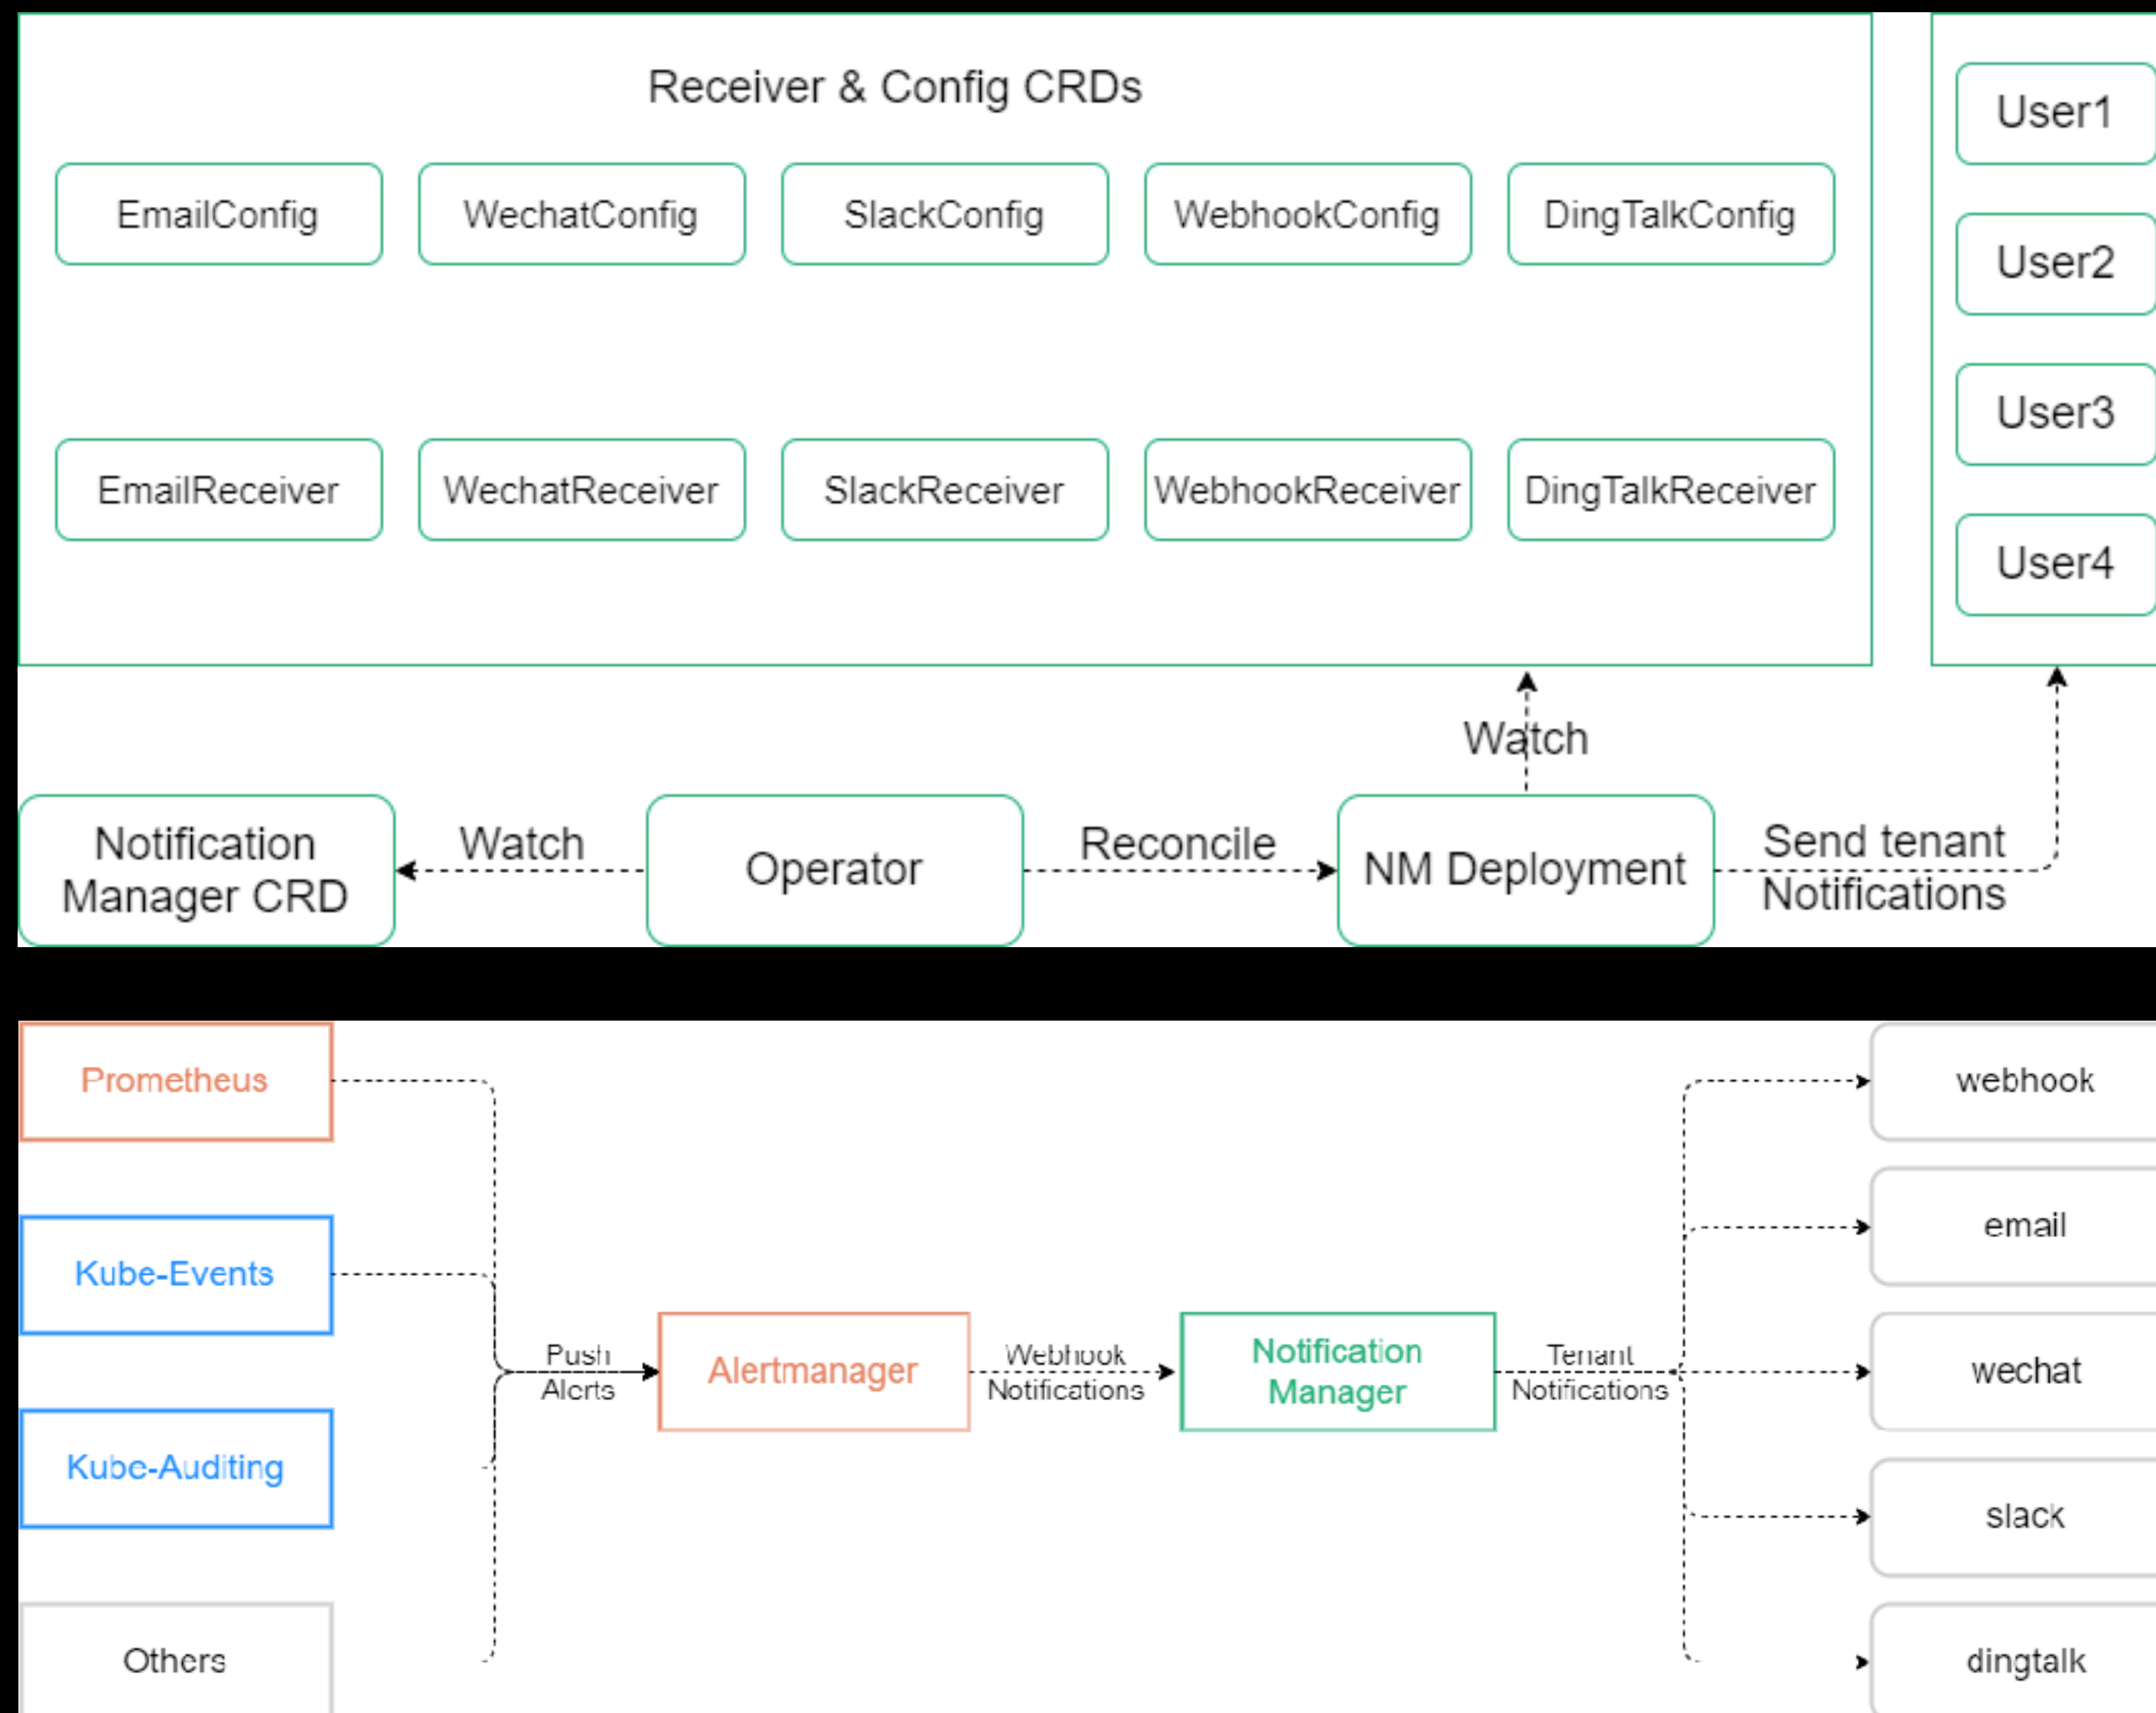 Receiver & Config CRDs
EmailConfig
WechatConfig
SlackConfig
WebhookConfig
DingTalkConfig
EmailReceiver
WechatReceiver
SlackReceiver
WebhookReceiver
DingTalkReceiver
User1
User2
User3
User4
Watch
Notification
Manager CRD
Watch
Operator
Reconcile
NM Deployment
Send tenant
Notifications
Prometheus
Kube-Events
Kube-Auditing
Others
Push
Alerts
Alertmanager
Webhook
Notifications
Notification
Manager
Tenant
Notifications
webhook
email
wechat
slack
dingtalk